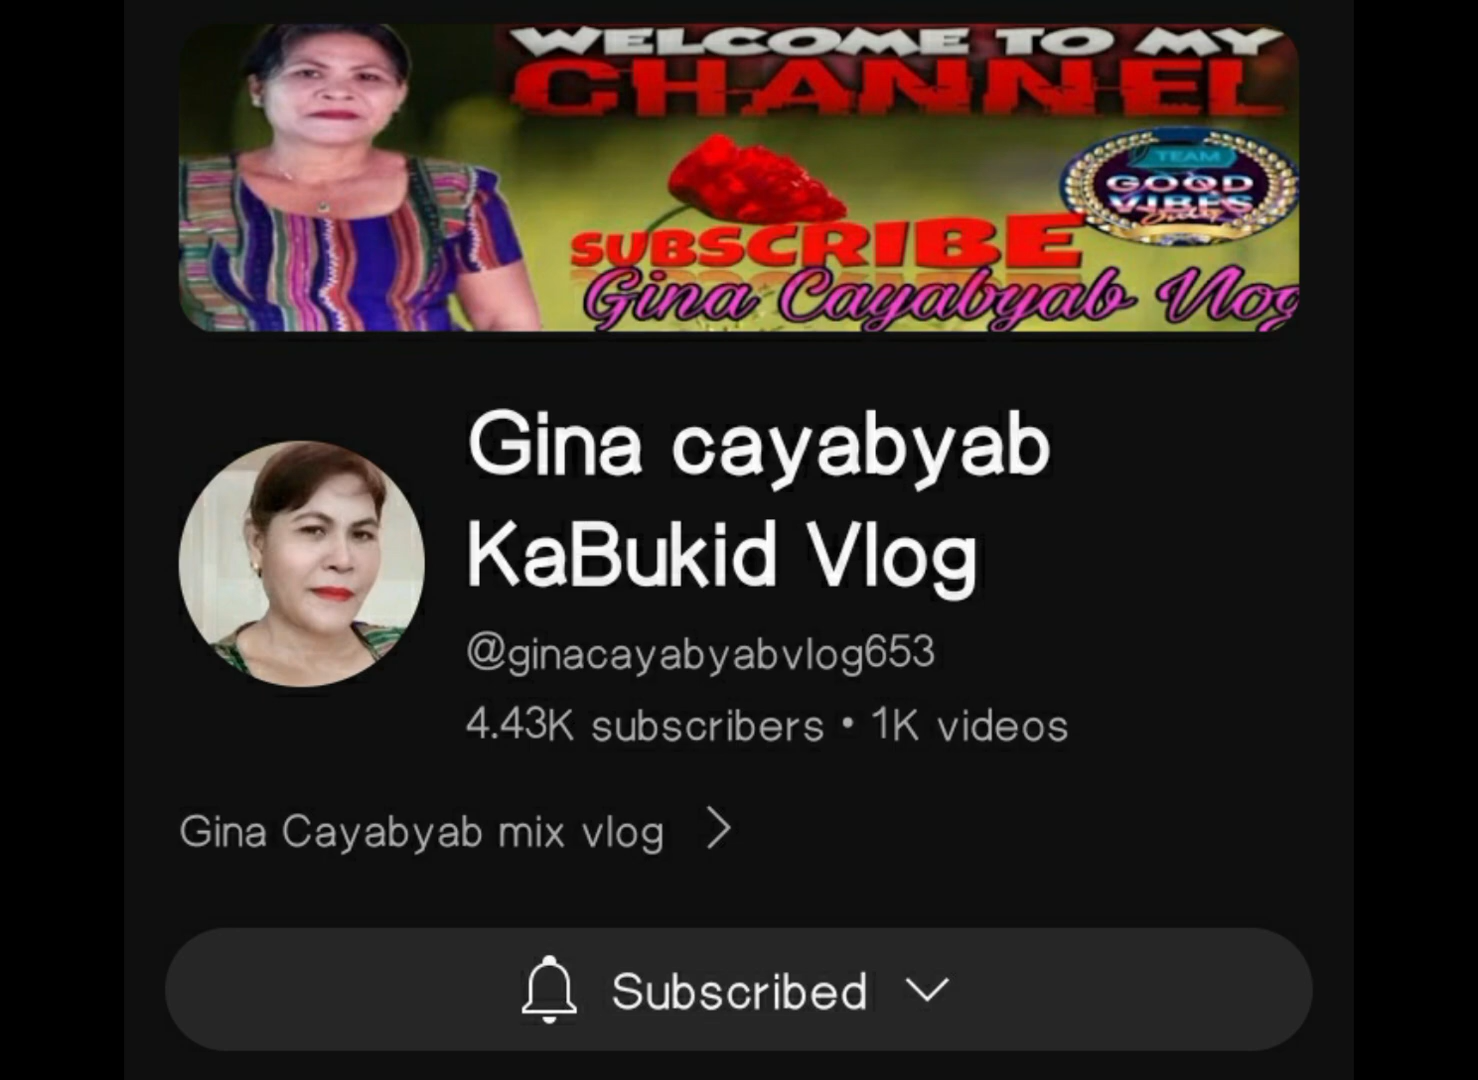 WELCOME TO MY
CHANNEL
TEAM
GOOD
VIBES
SUBSCRIBE
Gina Cayabyab Vlog
Gina cayabyab
KaBukid Vlog
@ginacayabyabvlog653
4.43K subscribers • 1K videos
Gina Cayabyab mix vlog >
Subscribed